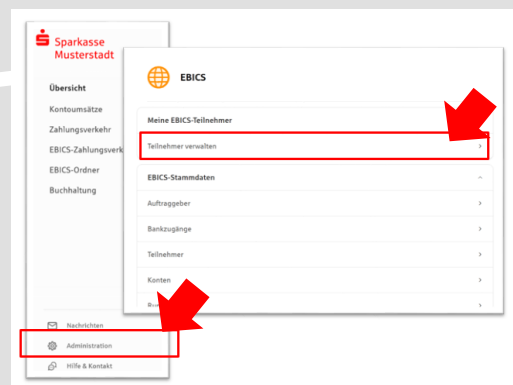 Sparkasse
Musterstadt
Übersicht
Kontoumsätze
Zahlungsverkehr
EBICS-Zahlungsverk
EBICS-Ordner
Buchhaltung
Nachrichten
Administration
Hilfe & Kontakt
EBICS
Meine EBICS-Teilnehmer
Teilnehmer verwalten
EBICS-Stammdaten
Auftraggeber
Bankzugänge
Teilnehmer
Konten